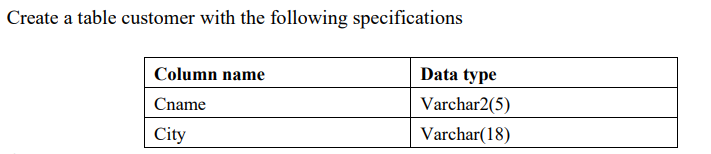 Create a table customer with the following specifications
Column name Data type
Cname Varchar2(5)
City Varchar(18)